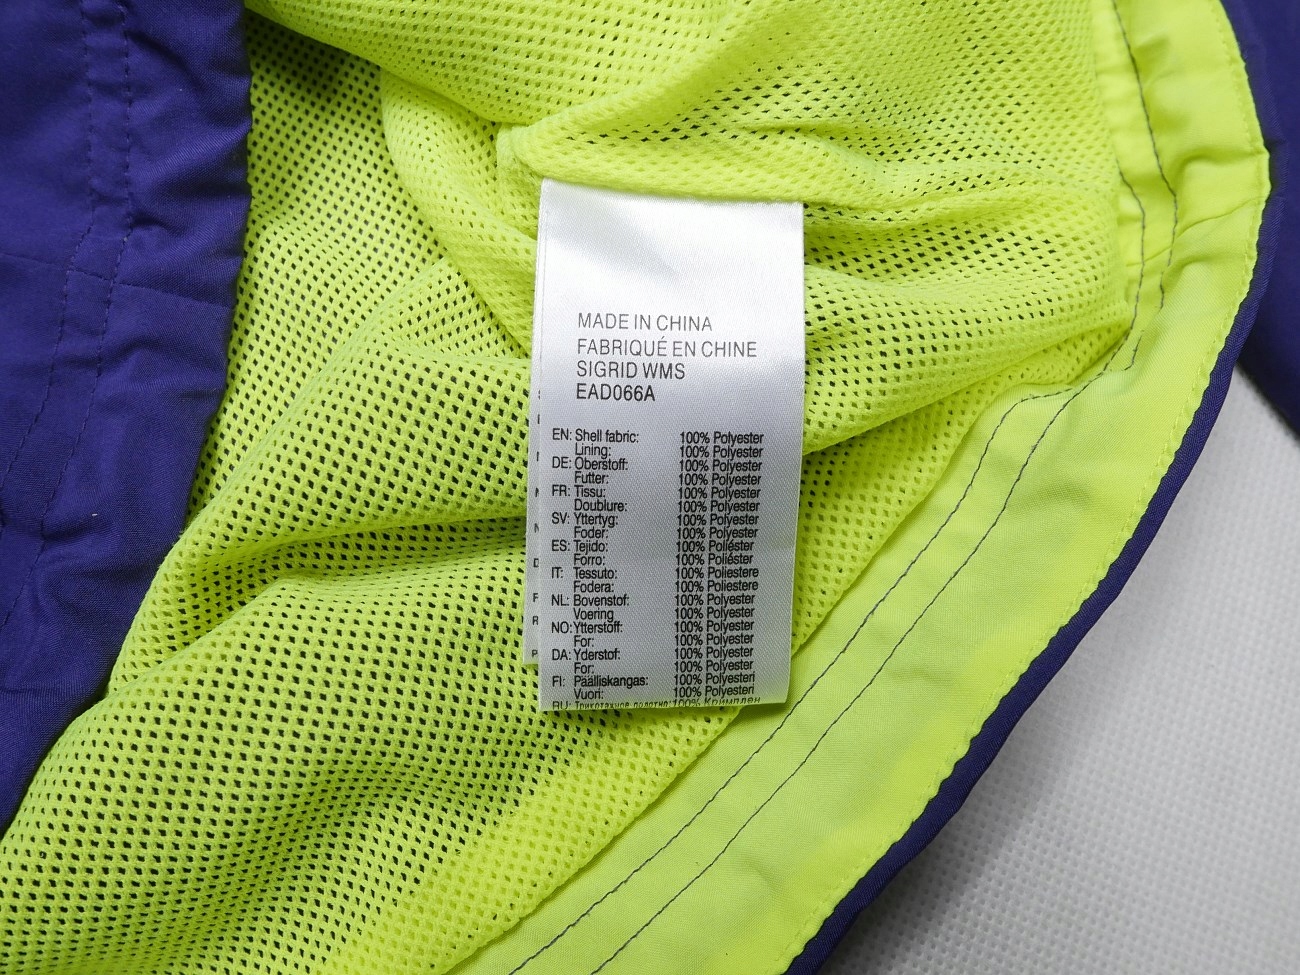 MADE IN CHINA
FABRIQUÉ EN CHINE
SIGRID WMS
EAD066A
EN: Shell fabric: 100% Polyester
Lining: 100% Polyester
DE: Oberstoff: 100% Polyester
Futter: 100% Polyester
FR: Tissu: 100% Polyester
Doublure: 100% Polyester
SV: Yttertyg: 100% Polyester
Foder: 100% Polyester
ES: Tejido: 100% Poliéster
Forro: 100% Poliéster
IT: Tessuto: 100% Poliestere
Fodera: 100% Poliestere
NL: Bovenstof: 100% Polyester
Voering 100% Polyester
NO: Ytterstoff: 100% Polyester
For: 100% Polyester
DA: Yderstof: 100% Polyester
For: 100% Polyester
FI: Päälliskangas: 100% Polyesteri
Vuori: 100% Polyesteri
RU: Трикотажное полотно: 100%